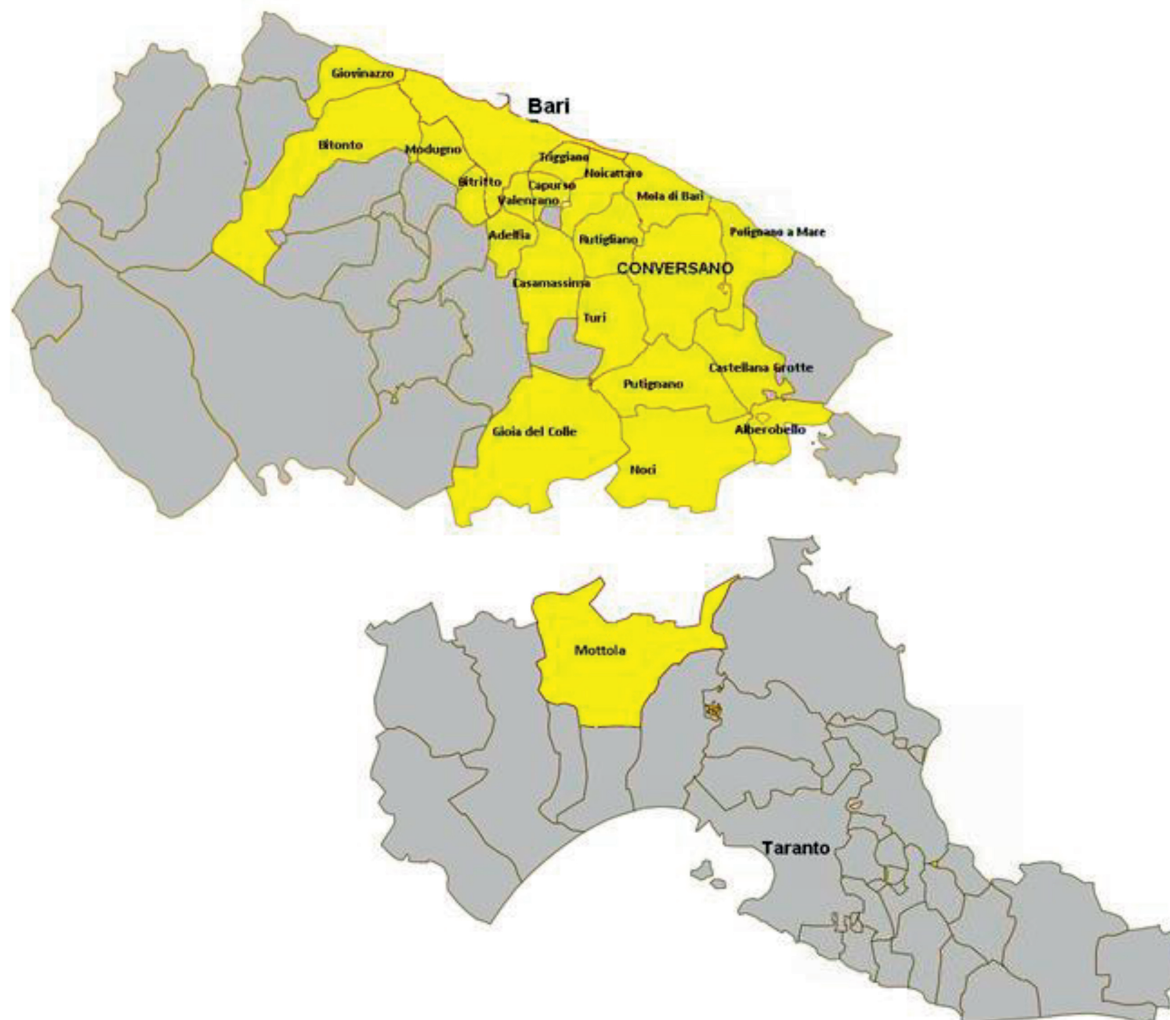 Giovinazzo
Bari
Bitonto
Modugno
Triggiano
Noicattaro
Bitritto
Capurso
Valenzano
Mola di Bari
Adelfia
Rutigliano
Polignano a Mare
CONVERSANO
Casamassima
Turi
Castellana Grotte
Putignano
Gioia del Colle
Alberobello
Noci
Mottola
Taranto